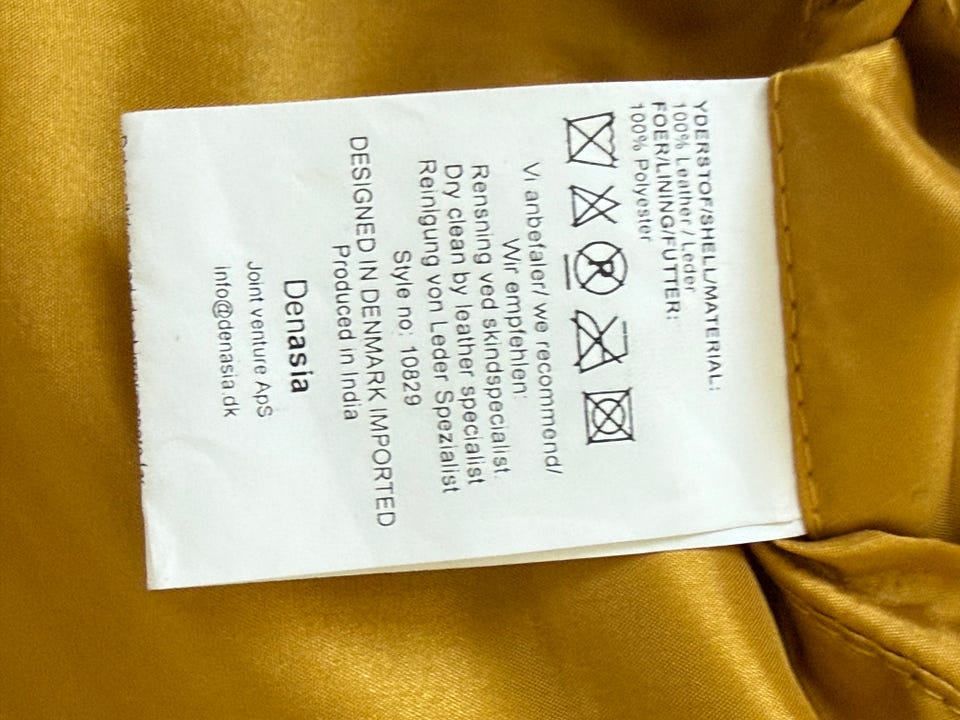 YDERSTOF/SHELL/MATERIAL:
100% Leather / Leder
FOER/LINING/FUTTER:
100% Polyester
Vi anbefaler/ we recommend/
Wir empfehlen:
Rensning ved skindspecialist.
Dry clean by leather specialist
Reinigung von Leder Spezialist
Style no: 10829
DESIGNED IN DENMARK IMPORTED
Produced in India
Denasia
Joint venture ApS
info@denasia.dk